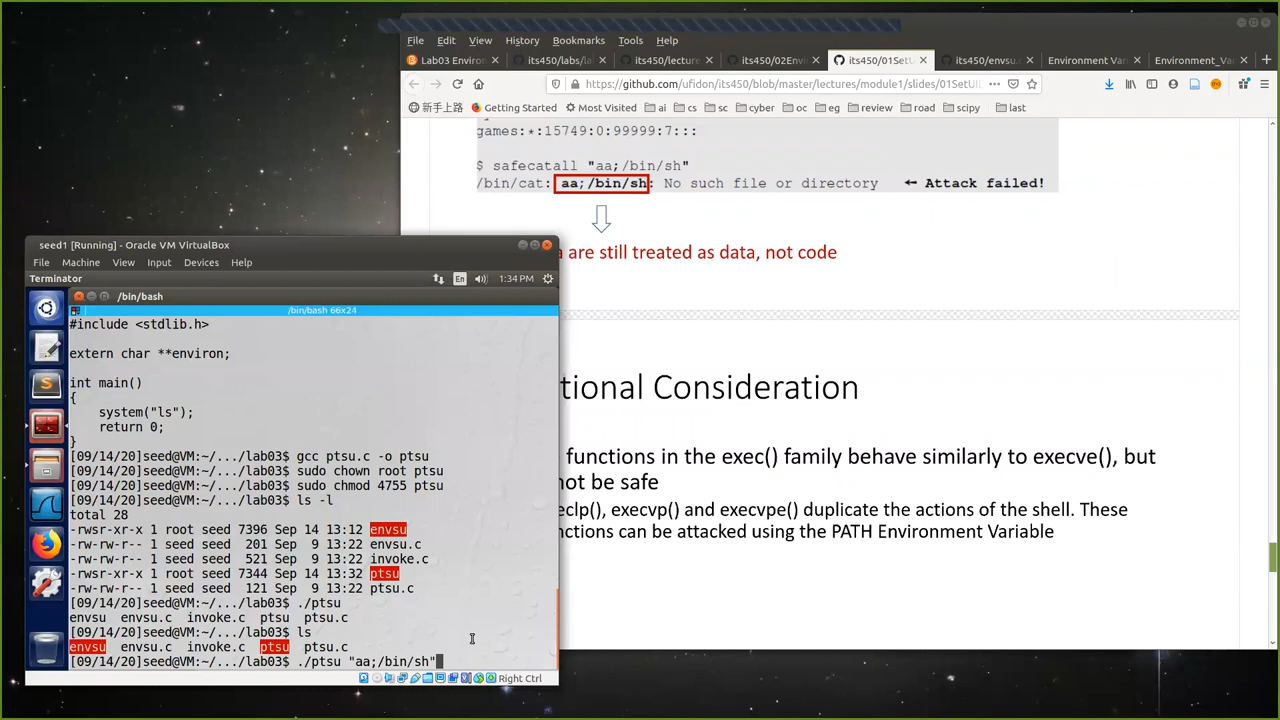 File Edit View History Bookmarks Tools Help
Lab03 Environ
its450/labs/la
its450/lecture
its450/02Envir
its450/01SetUI
its450/envsu.c
Environment Varia
Environment_Varia
https://github.com/ufidon/its450/blob/master/lectures/module1/slides/01SetUI
新手上路 Getting Started Most Visited ai cs sc cyber oc eg review road scipy last
games:*:15749:0:99999:7:::
$ safecatall "aa;/bin/sh"
/bin/cat: aa;/bin/sh: No such file or directory ← Attack failed!
a are still treated as data, not code
tional Consideration
functions in the exec() family behave similarly to execve(), but
not be safe
eclp(), execvp() and execvpe() duplicate the actions of the shell. These
nctions can be attacked using the PATH Environment Variable
seed1 [Running] - Oracle VM VirtualBox
File Machine View Input Devices Help
Terminator En 1:34 PM
/bin/bash
/bin/bash 66x24
#include <stdlib.h>
extern char **environ;
int main()
{
system("ls");
return 0;
}
[09/14/20]seed@VM:~/.../lab03$ gcc ptsu.c -o ptsu
[09/14/20]seed@VM:~/.../lab03$ sudo chown root ptsu
[09/14/20]seed@VM:~/.../lab03$ sudo chmod 4755 ptsu
[09/14/20]seed@VM:~/.../lab03$ ls -l
total 28
-rwsr-xr-x 1 root seed 7396 Sep 14 13:12 envsu
-rw-rw-r-- 1 seed seed 201 Sep 9 13:22 envsu.c
-rw-rw-r-- 1 seed seed 521 Sep 9 13:22 invoke.c
-rwsr-xr-x 1 root seed 7344 Sep 14 13:32 ptsu
-rw-rw-r-- 1 seed seed 121 Sep 9 13:22 ptsu.c
[09/14/20]seed@VM:~/.../lab03$ ./ptsu
envsu envsu.c invoke.c ptsu ptsu.c
[09/14/20]seed@VM:~/.../lab03$ ls
envsu envsu.c invoke.c ptsu ptsu.c
[09/14/20]seed@VM:~/.../lab03$ ./ptsu "aa;/bin/sh"
Right Ctrl